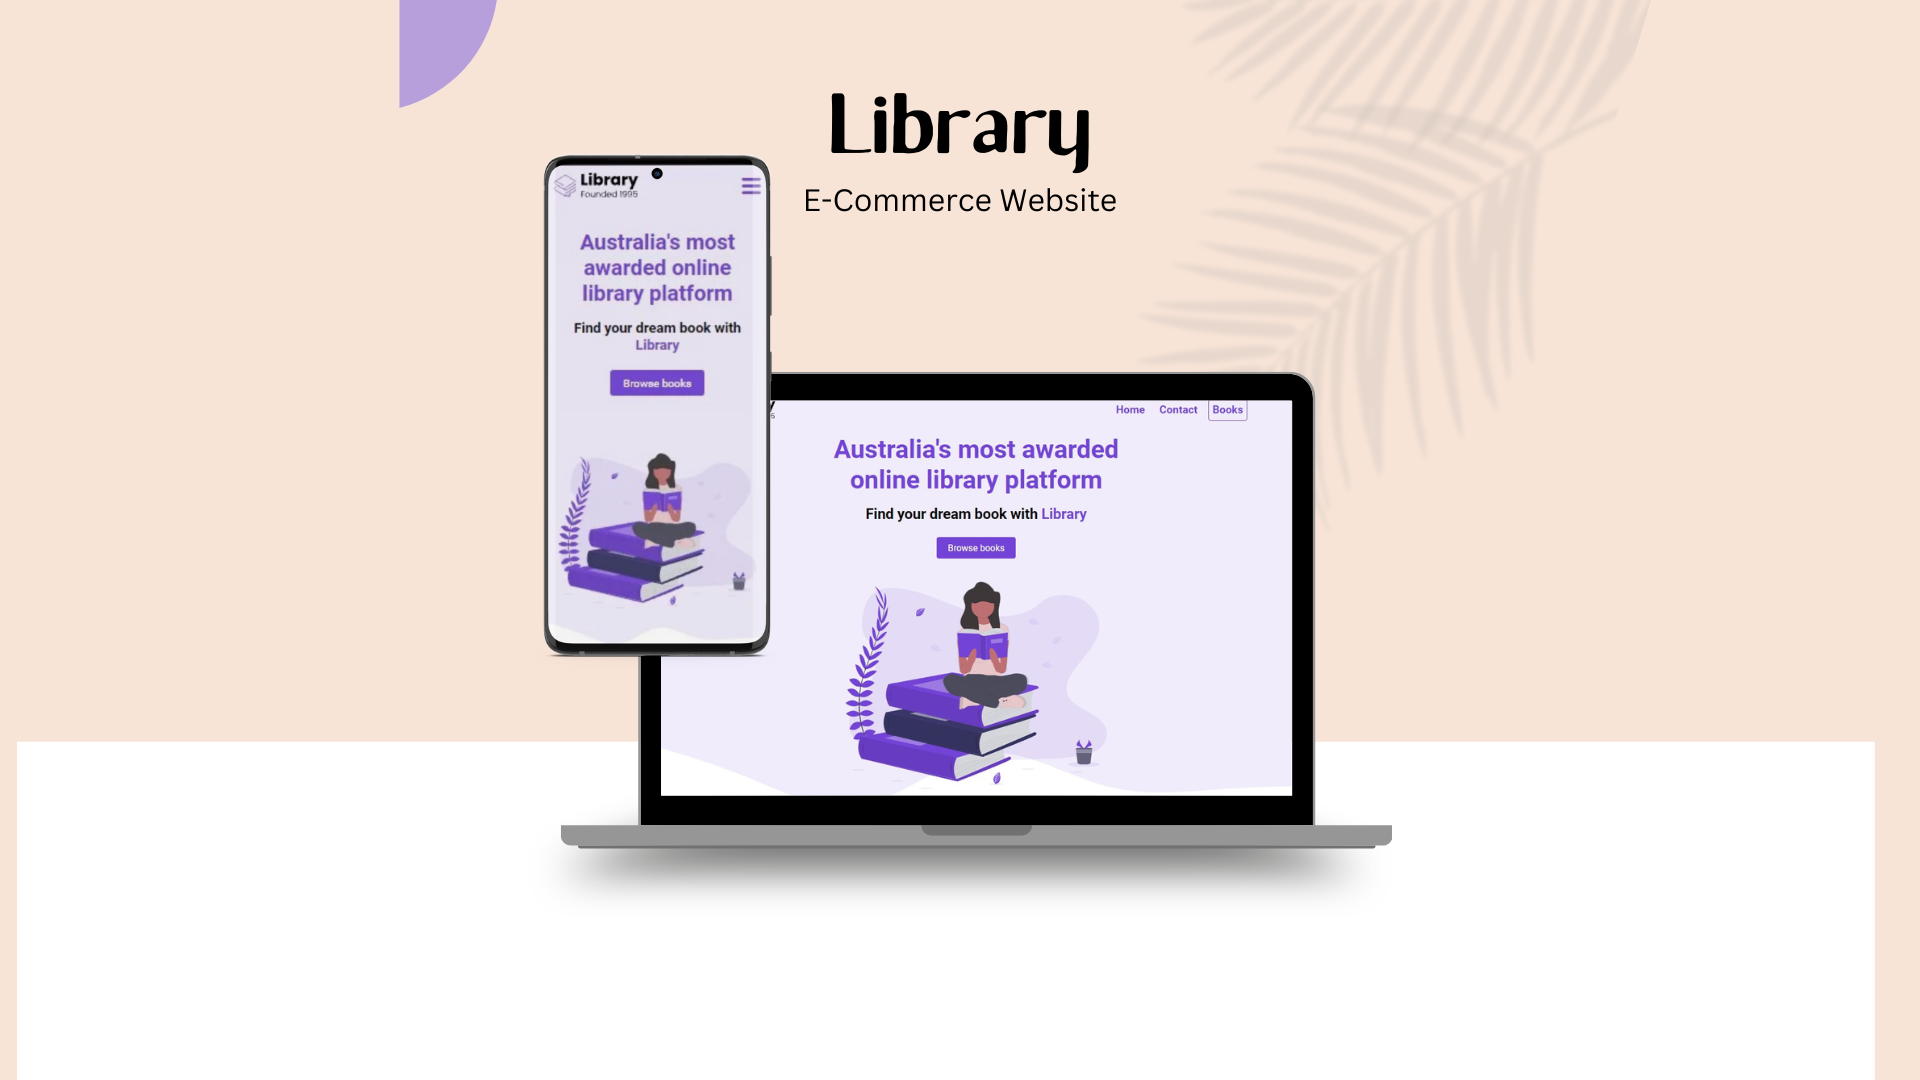 Library
E-Commerce Website
Library
Founded 1995
Australia's most
awarded online
library platform
Find your dream book with
Library
Browse books
Home Contact Books
Australia's most awarded
online library platform
Find your dream book with Library
Browse books